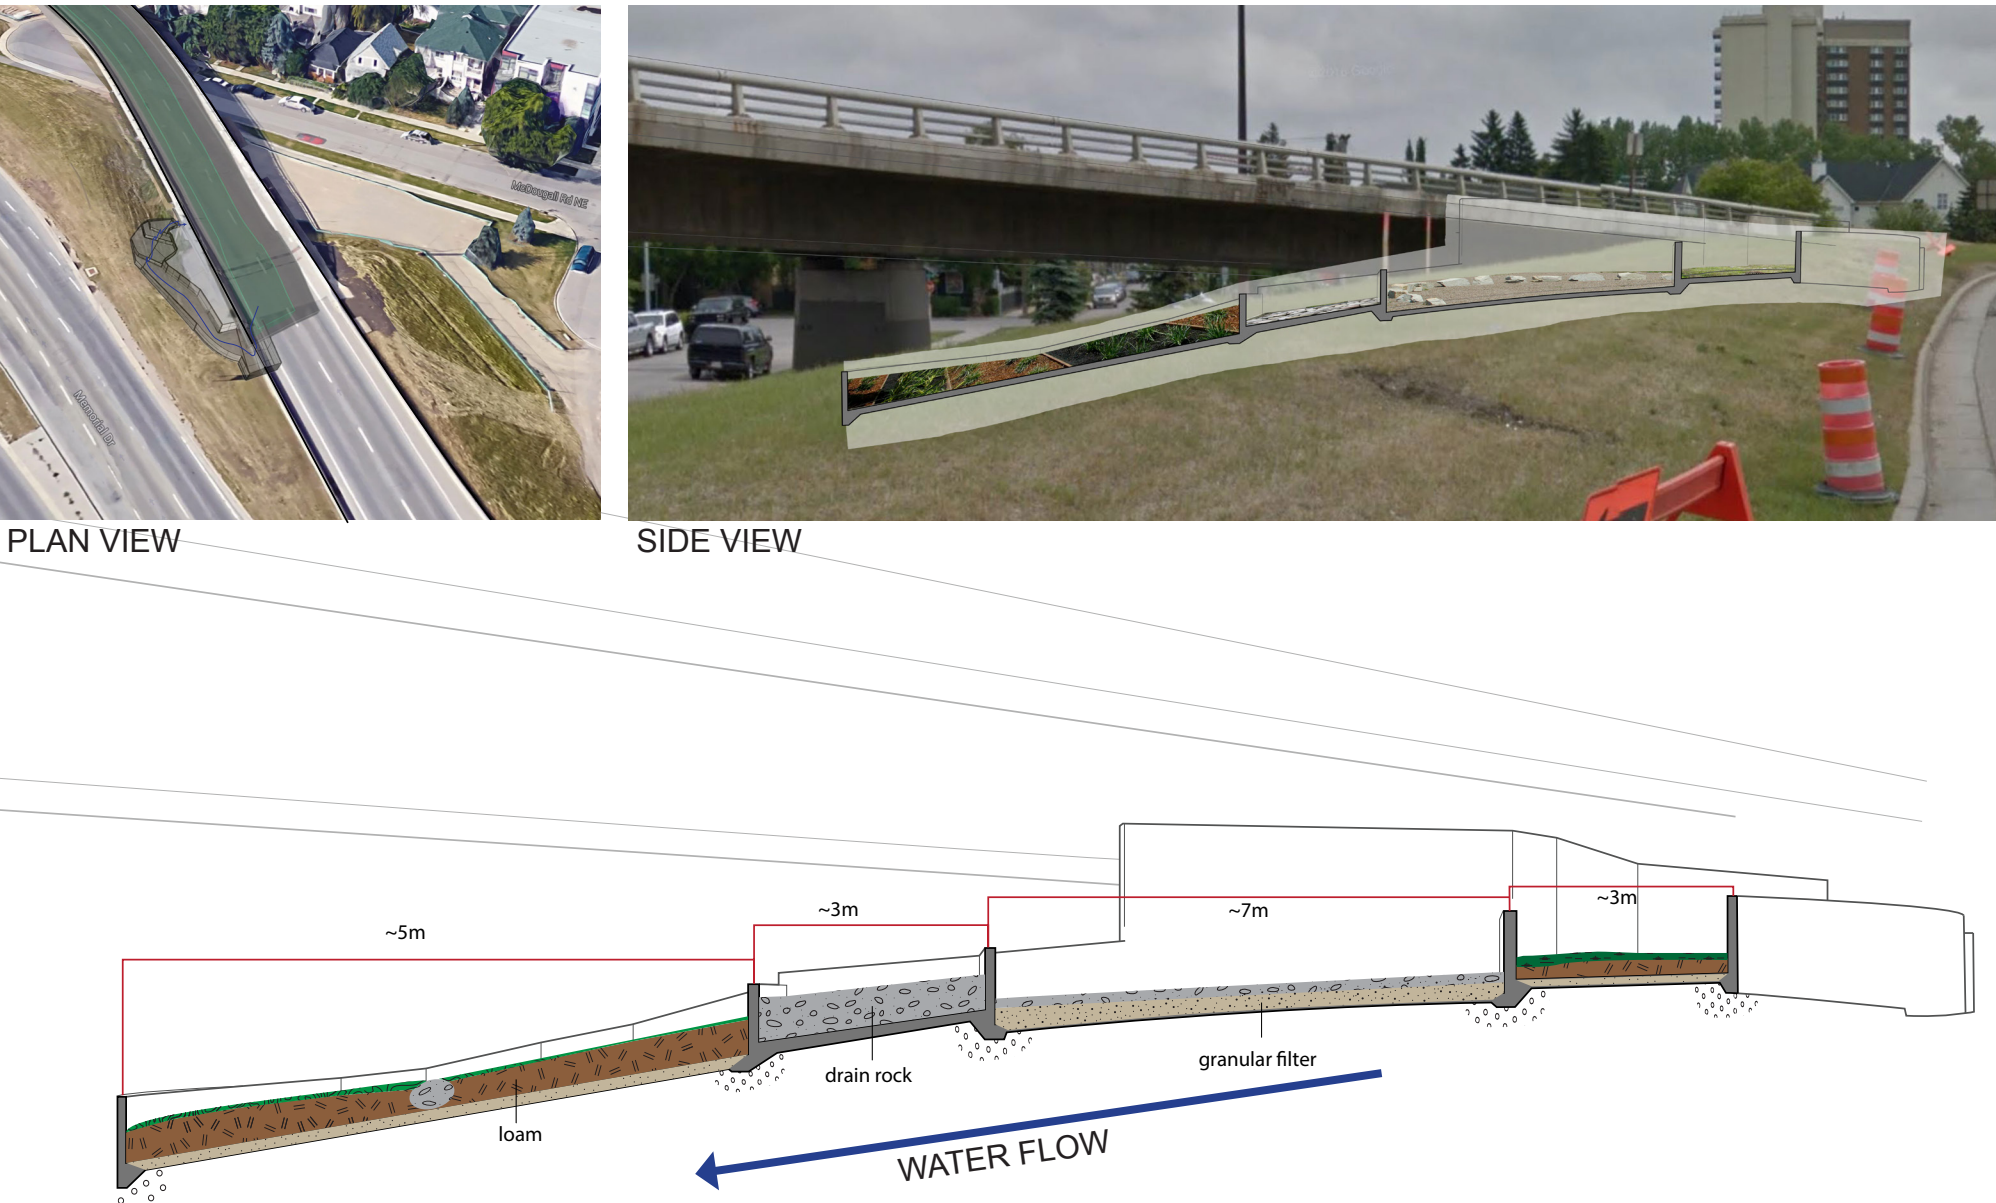 McDougall Rd NE
Memorial Dr
PLAN VIEW
SIDE VIEW
~5m
~3m
~7m
~3m
drain rock
granular filter
loam
WATER FLOW